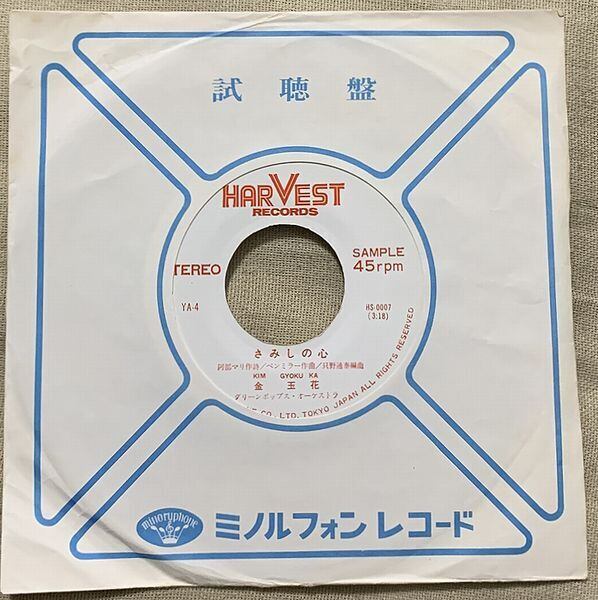 試聴盤
HARVEST
RECORDS
TEREO
SAMPLE
45rpm
YA-4
HS-0007
(3:18)
さみしの心
阿部マリ作詩/ベンミラー作曲/只野通泰編曲
KIM GYOKU KA
金玉花
グリーンポップス・オーケストラ
CO., LTD. TOKYO JAPAN ALL RIGHTS RESERVED
minoruphone
ミノルフォンレコード